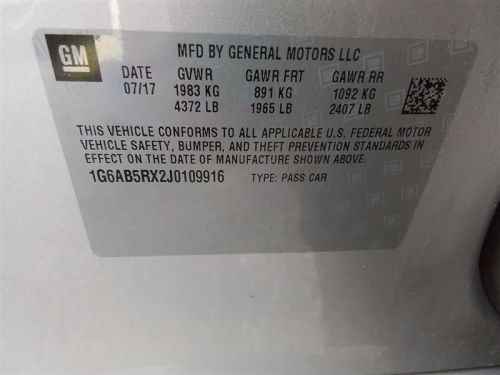 GM
MFD BY GENERAL MOTORS LLC
DATE GVWR GAWR FRT GAWR RR
07/17 1983 KG 891 KG 1092 KG
4372 LB 1965 LB 2407 LB
THIS VEHICLE CONFORMS TO ALL APPLICABLE U.S. FEDERAL MOTOR
VEHICLE SAFETY, BUMPER, AND THEFT PREVENTION STANDARDS IN
EFFECT ON THE DATE OF MANUFACTURE SHOWN ABOVE.
1G6AB5RX2J0109916 TYPE: PASS CAR